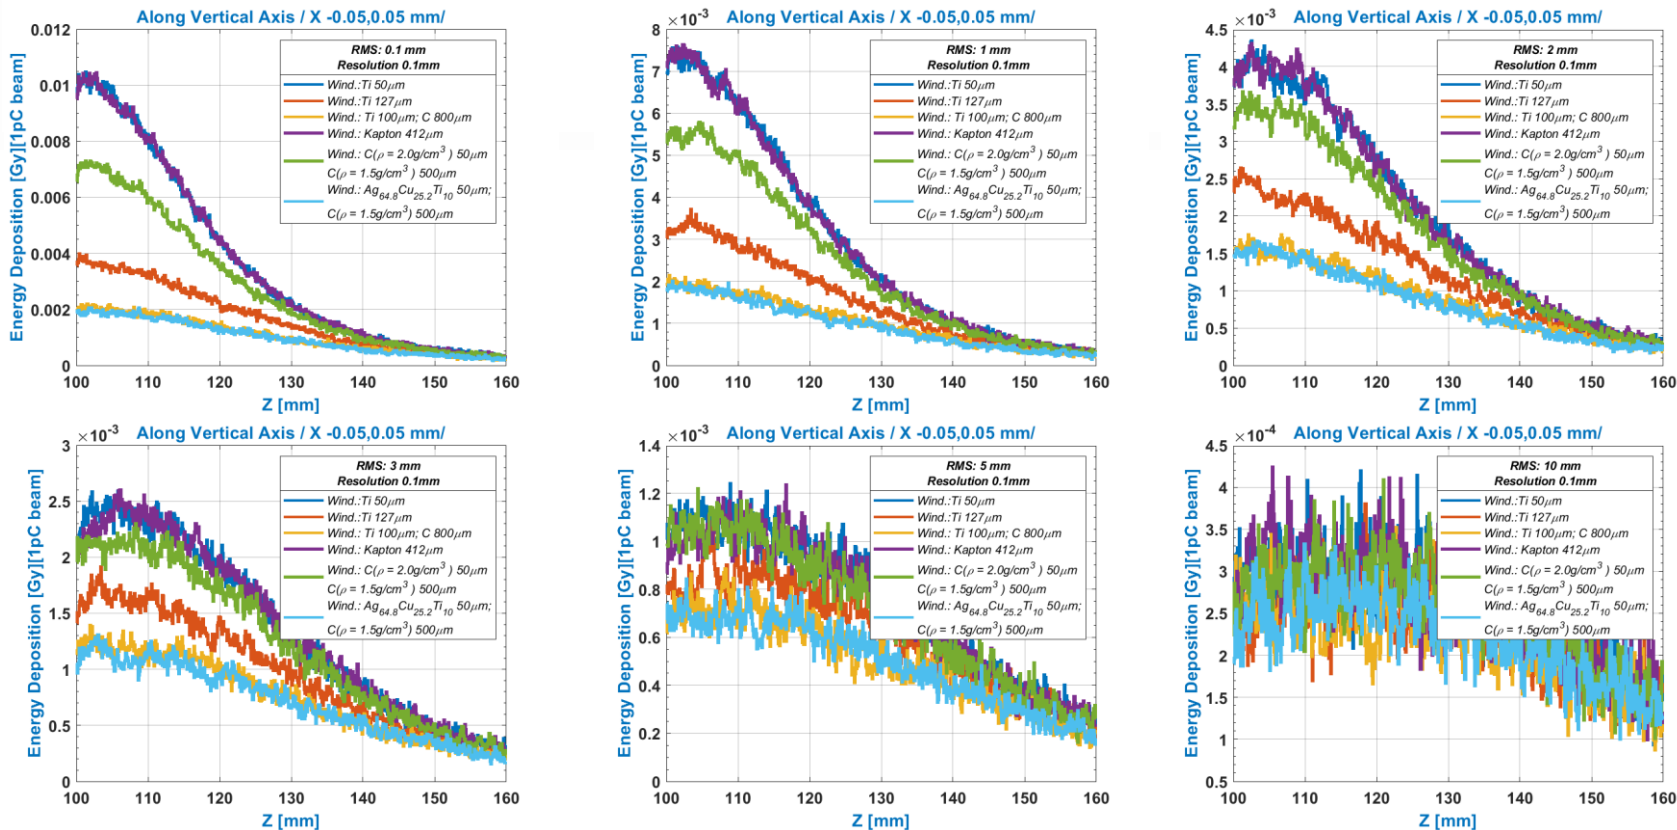 Along Vertical Axis / X -0.05,0.05 mm/
0.012
0.01
0.008
0.006
0.004
0.002
0
Energy Deposition [Gy][1pC beam]
RMS: 0.1 mm
Resolution 0.1mm
Wind.:Ti 50μm
Wind.:Ti 127μm
Wind.: Ti 100μm; C 800μm
Wind.: Kapton 412μm
Wind.: C(ρ = 2.0g/cm³ ) 50μm
C(ρ = 1.5g/cm³ ) 500μm
Wind.: Ag64.8Cu25.2Ti10 50μm;
C(ρ = 1.5g/cm³) 500μm
100 110 120 130 140 150 160
Z [mm]
Along Vertical Axis / X -0.05,0.05 mm/
×10⁻³
8
7
6
5
4
3
2
1
0
Energy Deposition [Gy][1pC beam]
RMS: 1 mm
Resolution 0.1mm
Wind.:Ti 50μm
Wind.:Ti 127μm
Wind.: Ti 100μm; C 800μm
Wind.: Kapton 412μm
Wind.: C(ρ = 2.0g/cm³ ) 50μm
C(ρ = 1.5g/cm³ ) 500μm
Wind.: Ag64.8Cu25.2Ti10 50μm;
C(ρ = 1.5g/cm³) 500μm
100 110 120 130 140 150 160
Z [mm]
Along Vertical Axis / X -0.05,0.05 mm/
×10⁻³
4.5
4
3.5
3
2.5
2
1.5
1
0.5
0
Energy Deposition [Gy][1pC beam]
RMS: 2 mm
Resolution 0.1mm
Wind.:Ti 50μm
Wind.:Ti 127μm
Wind.: Ti 100μm; C 800μm
Wind.: Kapton 412μm
Wind.: C(ρ = 2.0g/cm³ ) 50μm
C(ρ = 1.5g/cm³ ) 500μm
Wind.: Ag64.8Cu25.2Ti10 50μm;
C(ρ = 1.5g/cm³) 500μm
100 110 120 130 140 150 160
Z [mm]
Along Vertical Axis / X -0.05,0.05 mm/
×10⁻³
3
2.5
2
1.5
1
0.5
0
Energy Deposition [Gy][1pC beam]
RMS: 3 mm
Resolution 0.1mm
Wind.:Ti 50μm
Wind.:Ti 127μm
Wind.: Ti 100μm; C 800μm
Wind.: Kapton 412μm
Wind.: C(ρ = 2.0g/cm³ ) 50μm
C(ρ = 1.5g/cm³ ) 500μm
Wind.: Ag64.8Cu25.2Ti10 50μm;
C(ρ = 1.5g/cm³) 500μm
100 110 120 130 140 150 160
Z [mm]
Along Vertical Axis / X -0.05,0.05 mm/
×10⁻³
1.4
1.2
1
0.8
0.6
0.4
0.2
0
Energy Deposition [Gy][1pC beam]
RMS: 5 mm
Resolution 0.1mm
Wind.:Ti 50μm
Wind.:Ti 127μm
Wind.: Ti 100μm; C 800μm
Wind.: Kapton 412μm
Wind.: C(ρ = 2.0g/cm³ ) 50μm
C(ρ = 1.5g/cm³ ) 500μm
Wind.: Ag64.8Cu25.2Ti10 50μm;
C(ρ = 1.5g/cm³) 500μm
100 110 120 130 140 150 160
Z [mm]
Along Vertical Axis / X -0.05,0.05 mm/
×10⁻⁴
4.5
4
3.5
3
2.5
2
1.5
1
0.5
Energy Deposition [Gy][1pC beam]
RMS: 10 mm
Resolution 0.1mm
Wind.:Ti 50μm
Wind.:Ti 127μm
Wind.: Ti 100μm; C 800μm
Wind.: Kapton 412μm
Wind.: C(ρ = 2.0g/cm³ ) 50μm
C(ρ = 1.5g/cm³ ) 500μm
Wind.: Ag64.8Cu25.2Ti10 50μm;
C(ρ = 1.5g/cm³) 500μm
100 110 120 130 140 150 160
Z [mm]